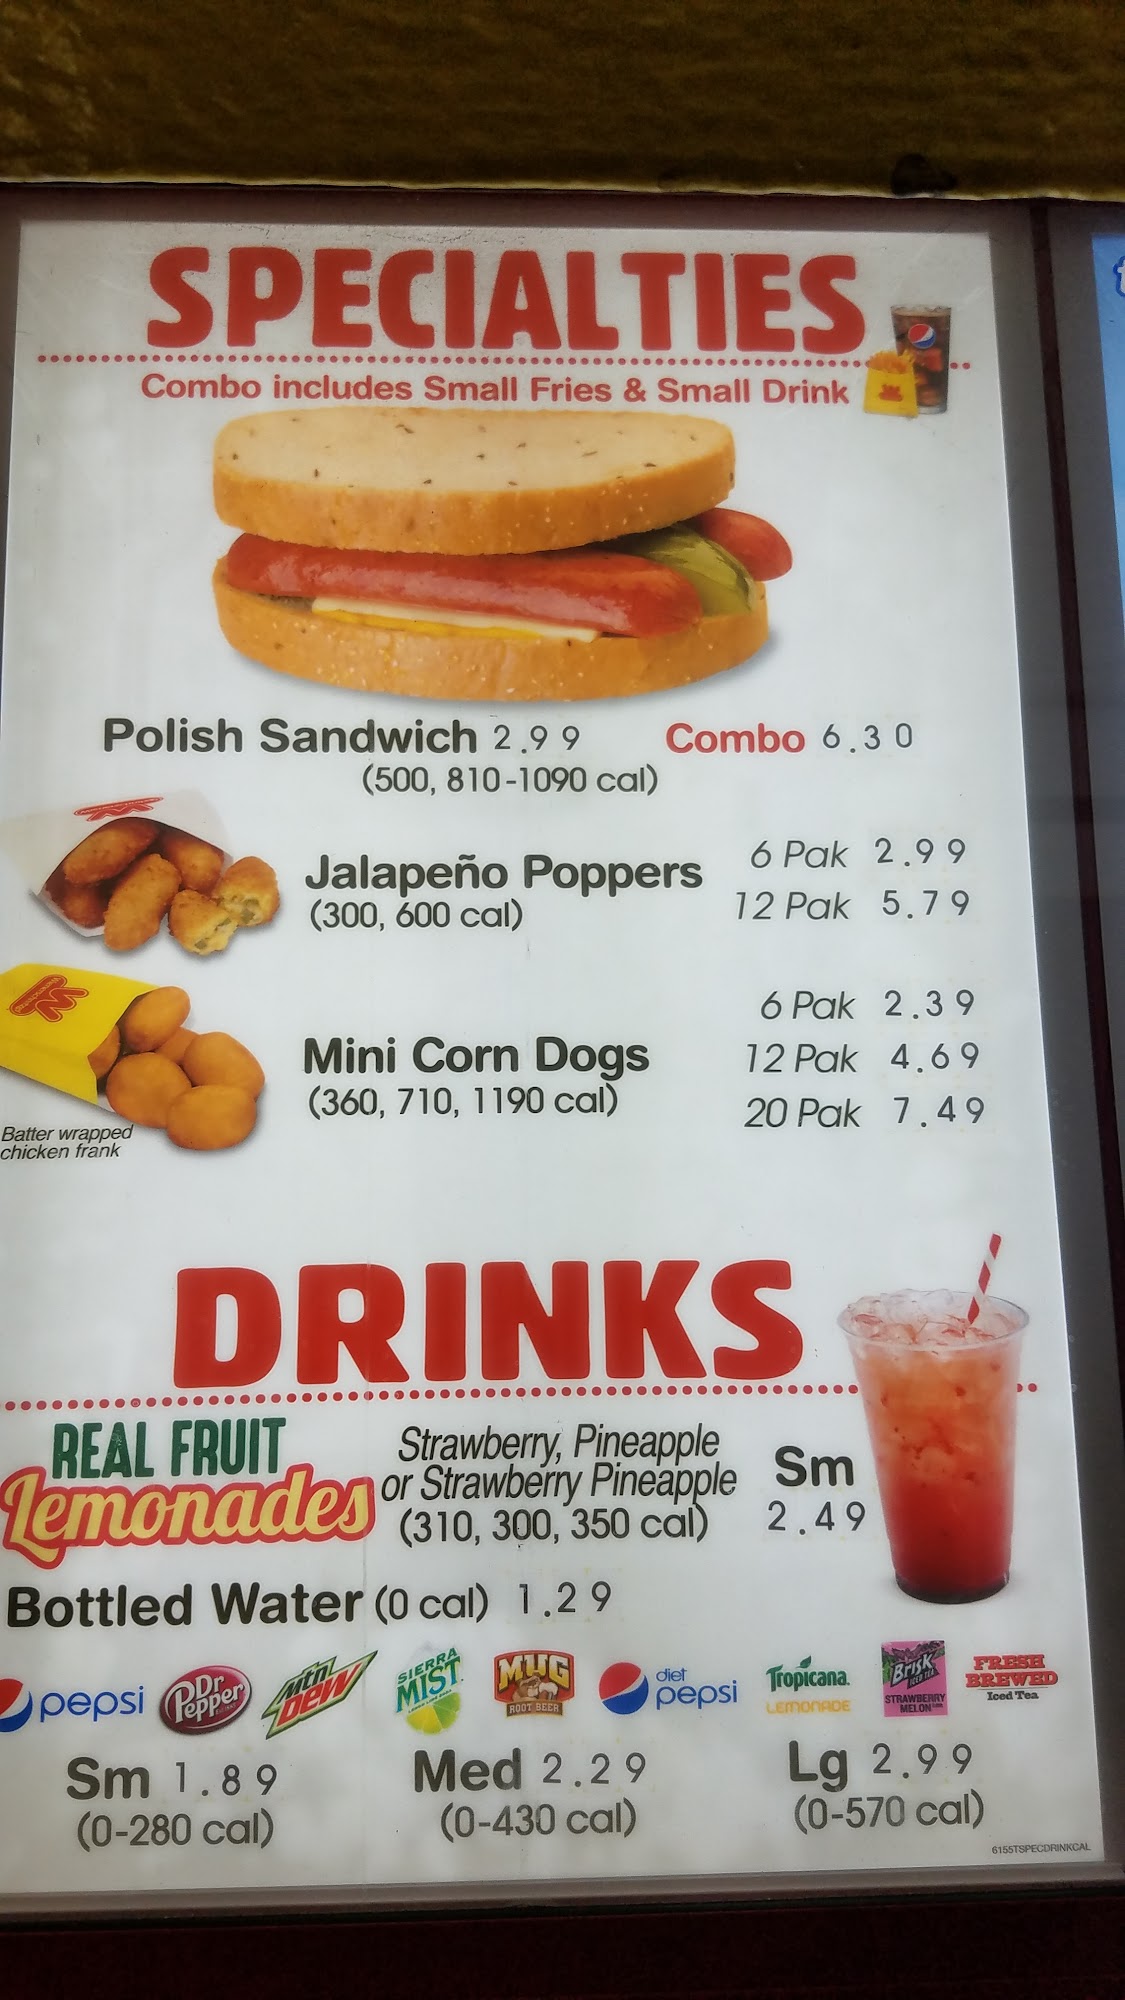 SPECIALTIES
Combo includes Small Fries & Small Drink
Polish Sandwich 2.99 Combo 6.30
(500, 810-1090 cal)
Jalapeño Poppers 6 Pak 2.99
(300, 600 cal) 12 Pak 5.79
6 Pak 2.39
Mini Corn Dogs 12 Pak 4.69
(360, 710, 1190 cal) 20 Pak 7.49
Batter wrapped
chicken frank
DRINKS
REAL FRUIT
Lemonades
Strawberry, Pineapple
or Strawberry Pineapple
(310, 300, 350 cal)
Sm
2.49
Bottled Water (0 cal) 1.29
pepsi
Dr
Pepper
Mtn
DEW
SIERRA
MIST
MUG
ROOT BEER
diet
pepsi
Tropicana
LEMONADE
Brisk
ICED TEA
STRAWBERRY
MELON
FRESH
BREWED
Iced Tea
Sm 1.89 Med 2.29 Lg 2.99
(0-280 cal) (0-430 cal) (0-570 cal)
6155TSPECDRINKCAL